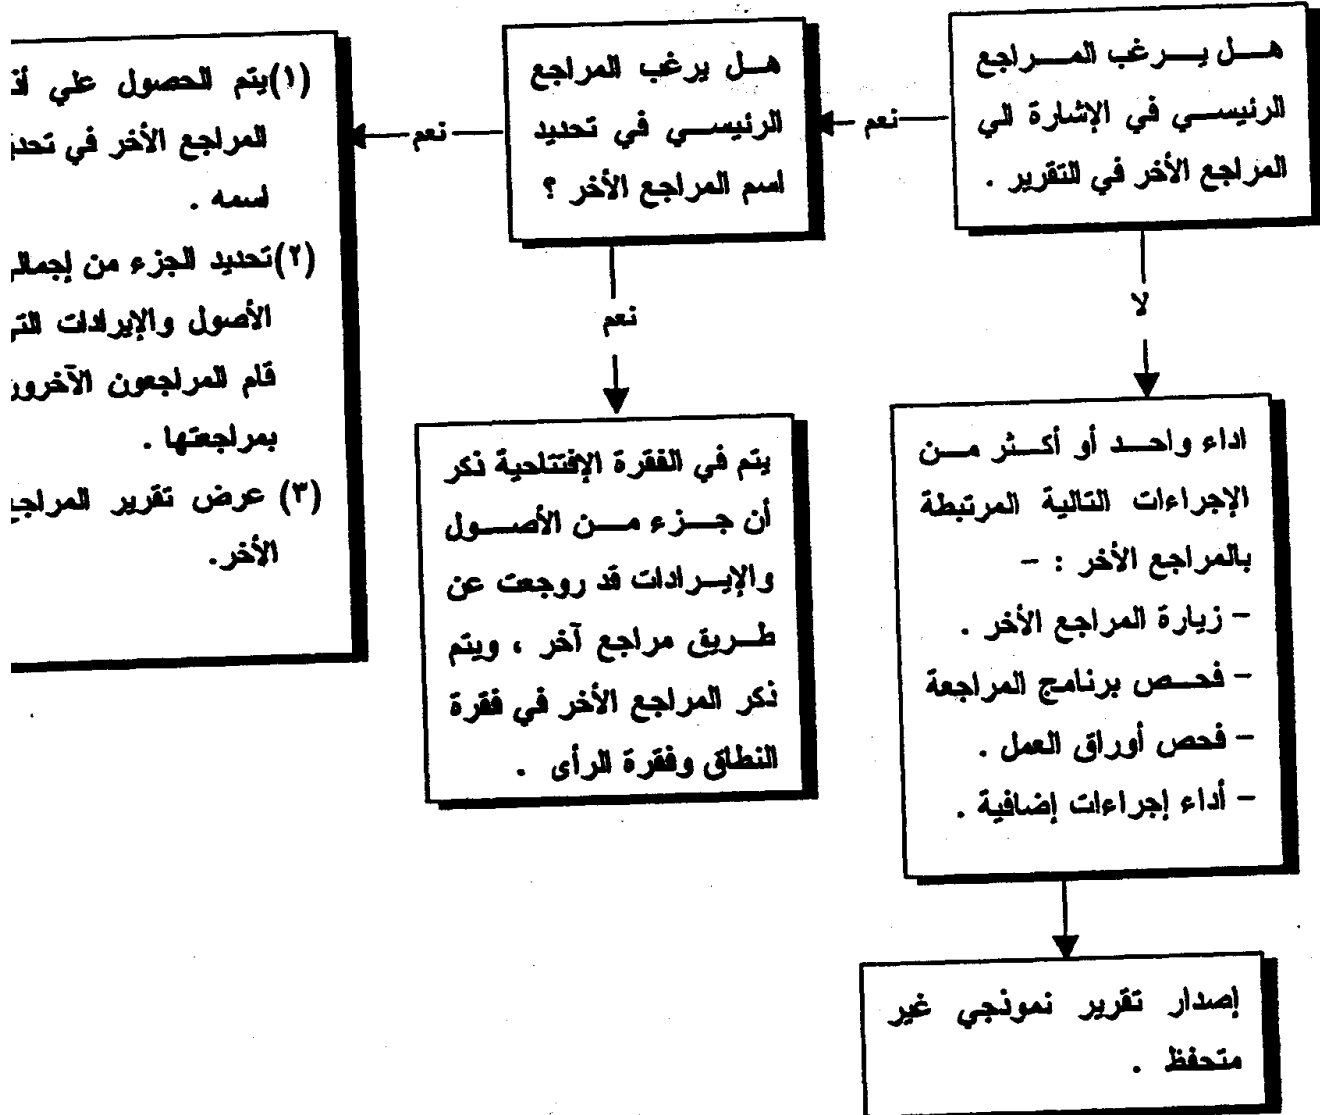 هل يرغب المراجع
الرئيسي في الإشارة الي
المراجع الأخر في التقرير .
نعم
هل يرغب المراجع
الرئيسي في تحديد
اسم المراجع الأخر ؟
نعم
(١)يتم الحصول علي
المراجع الأخر في
اسمه .
(٢)تحديد الجزء من
الأصول والإيرادات
قام المراجعون
بمراجعتها .
(٣) عرض تقرير
الأخر.
لا
نعم
اداء واحد أو أكثر من
الإجراءات التالية المرتبطة
بالمراجع الأخر : -
- زيارة المراجع الأخر .
- فحص برنامج المراجعة
- فحص أوراق العمل .
- أداء إجراءات إضافية .
يتم في الفقرة الإفتتاحية ذكر
أن جزء من الأصول
والإيرادات قد روجعت عن
طريق مراجع آخر ، ويتم
ذكر المراجع الأخر في فقرة
النطاق وفقرة الرأى .
إصدار تقرير نموذجي غير
متحفظ .